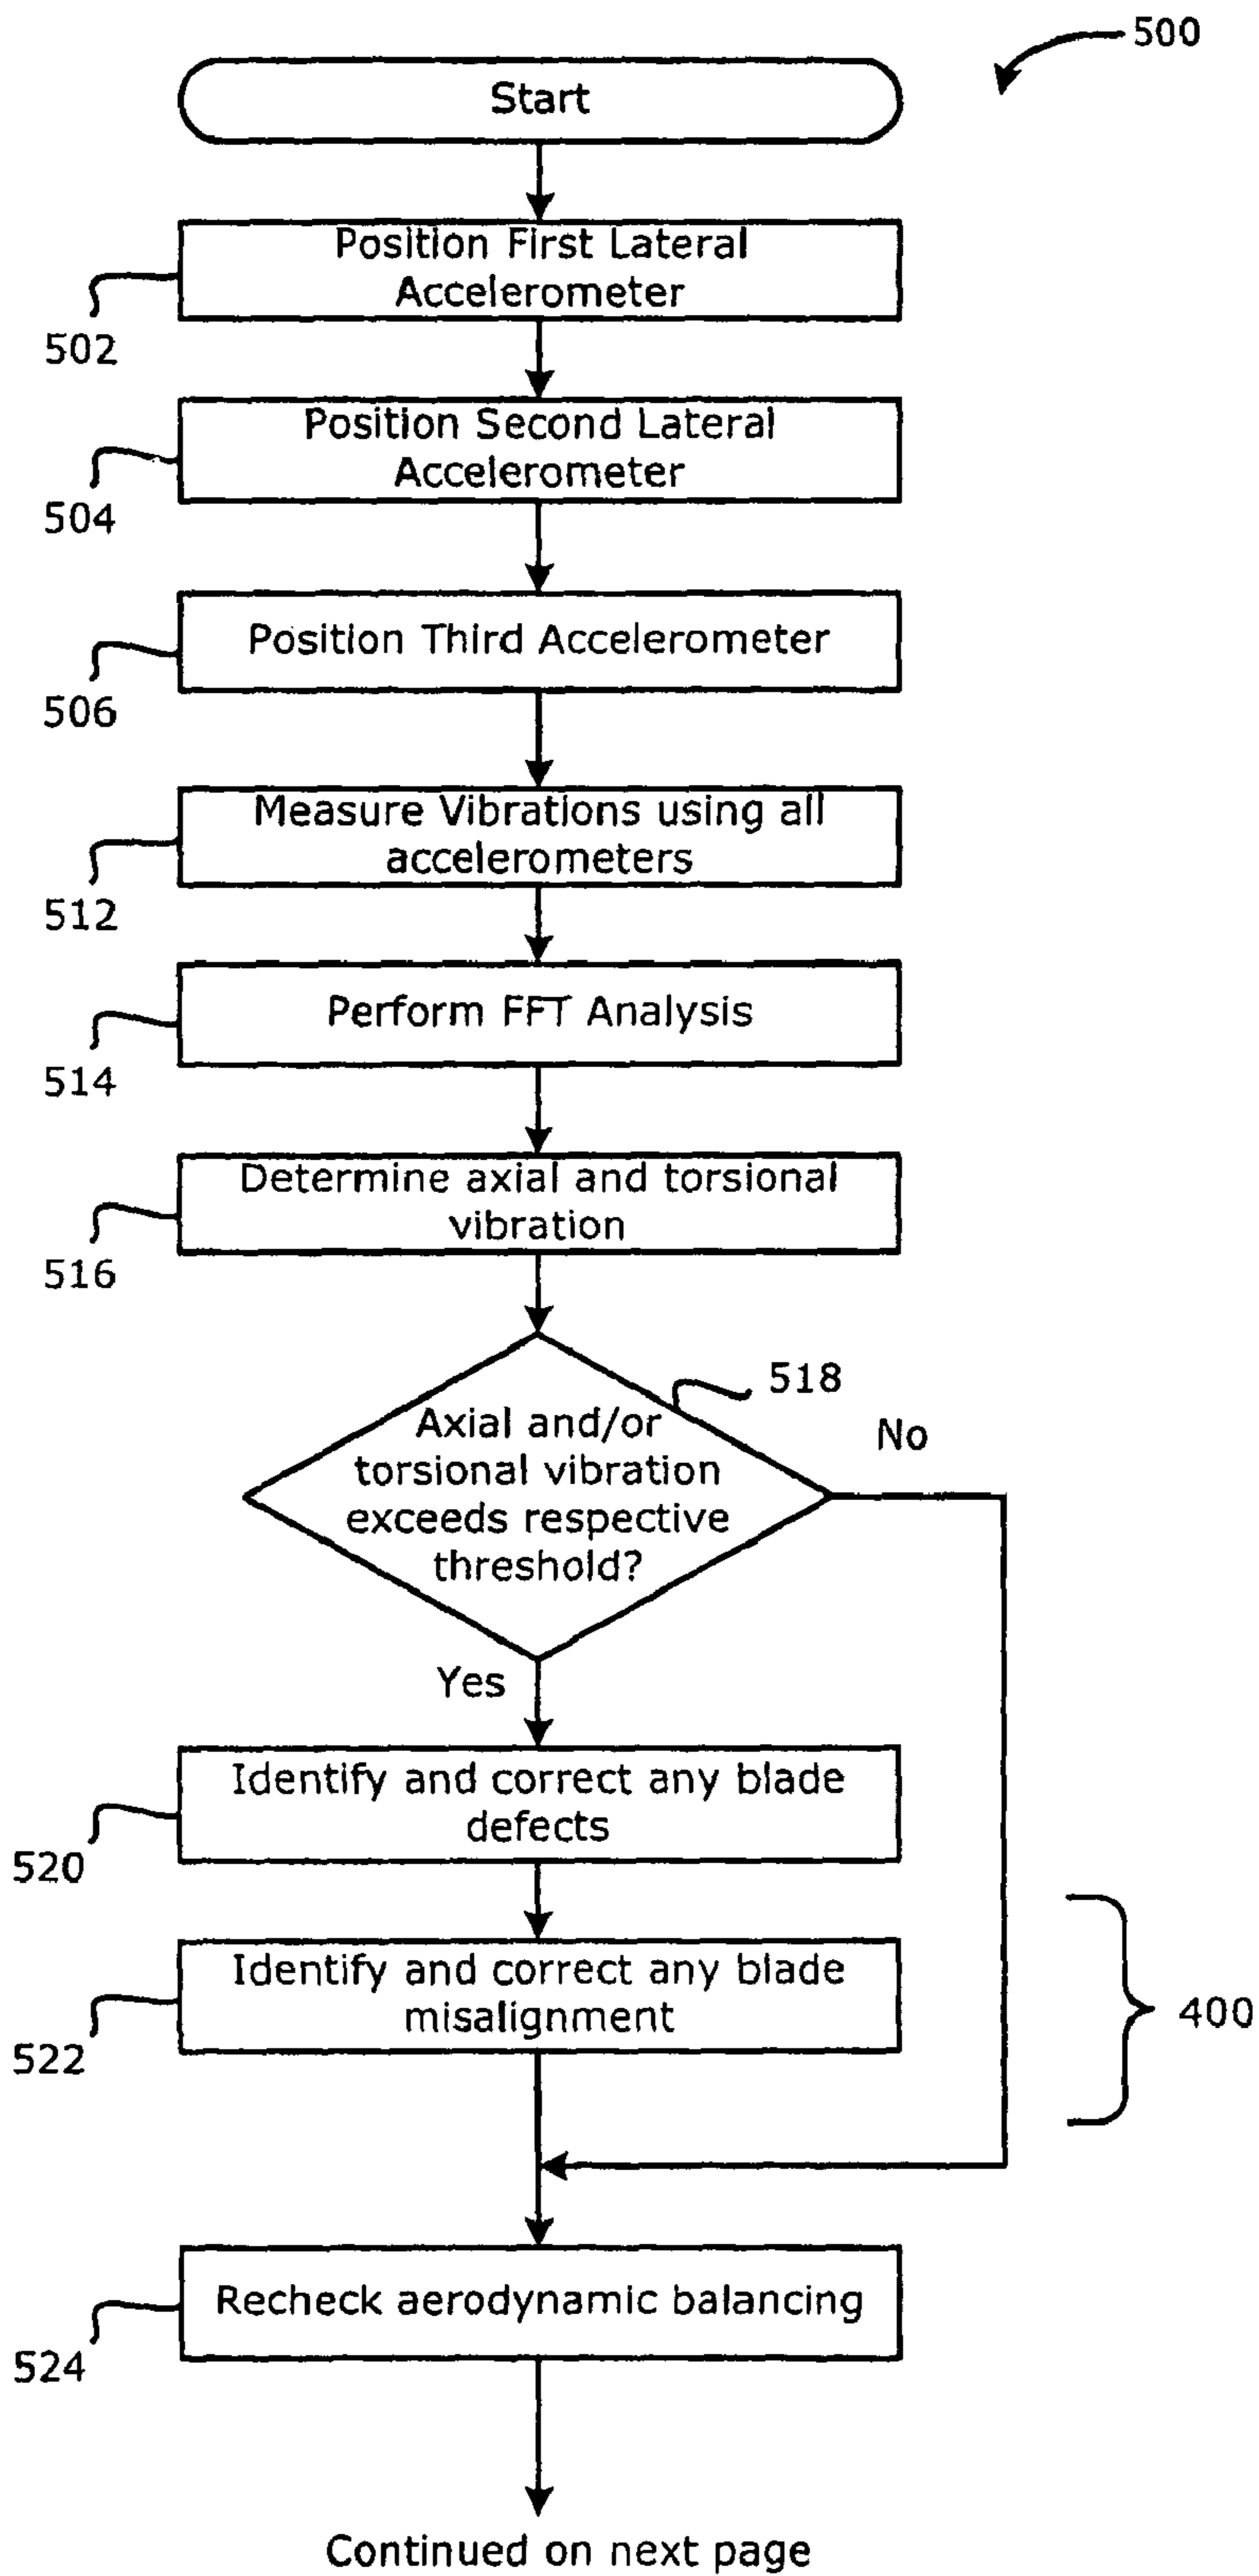 500
Start
Position First Lateral
Accelerometer
502
Position Second Lateral
Accelerometer
504
Position Third Accelerometer
506
Measure Vibrations using all
accelerometers
512
Perform FFT Analysis
514
Determine axial and torsional
vibration
516
518
Axial and/or
torsional vibration
exceeds respective
threshold?
No
Yes
Identify and correct any blade
defects
520
Identify and correct any blade
misalignment
522
400
Recheck aerodynamic balancing
524
Continued on next page